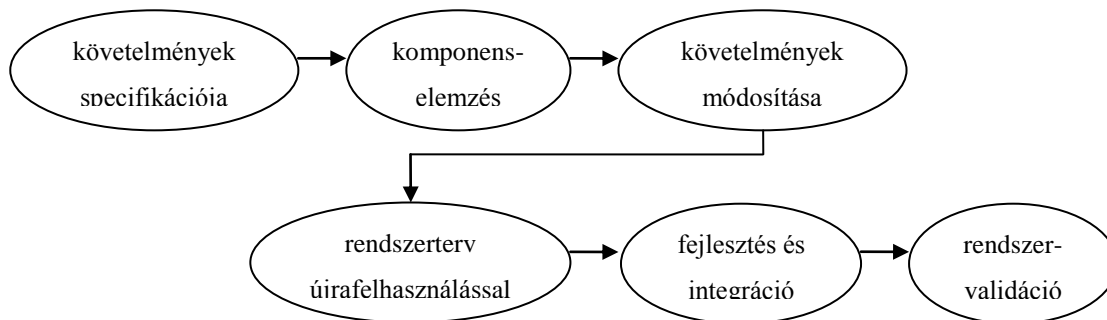 követelmények
specifikációja
komponens-
elemzés
követelmények
módosítása
rendszerterv
újrafelhasználással
fejlesztés és
integráció
rendszer-
validáció